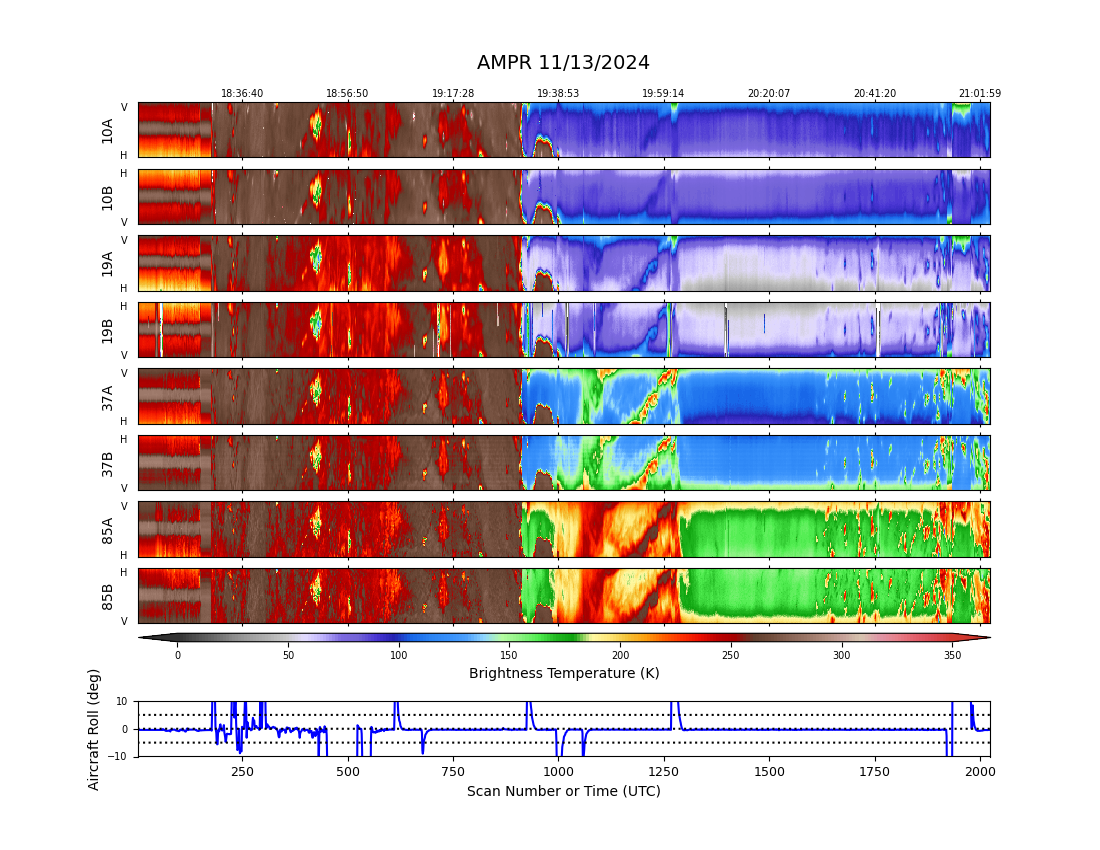 AMPR 11/13/2024
18:36:40 18:56:50 19:17:28 19:38:53 19:59:14 20:20:07 20:41:20 21:01:59
V
10A
H
H
10B
V
V
19A
H
H
19B
V
V
37A
H
H
37B
V
V
85A
H
H
85B
V
0 50 100 150 200 250 300 350
Brightness Temperature (K)
Aircraft Roll (deg)
10
0
−10
250 500 750 1000 1250 1500 1750 2000
Scan Number or Time (UTC)